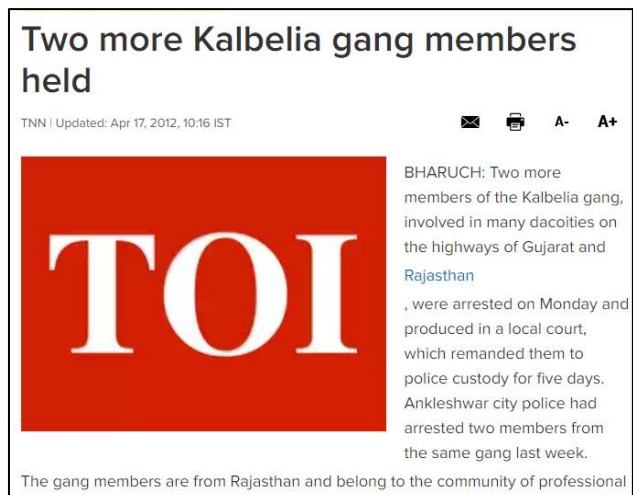 Two more Kalbelia gang members
held
TNN | Updated: Apr 17, 2012, 10:16 IST
A-
A+
TOI
BHARUCH: Two more
members of the Kalbelia gang,
involved in many dacoities on
the highways of Gujarat and
Rajasthan
, were arrested on Monday and
produced in a local court,
which remanded them to
police custody for five days.
Ankleshwar city police had
arrested two members from
the same gang last week.
The gang members are from Rajasthan and belong to the community of professional